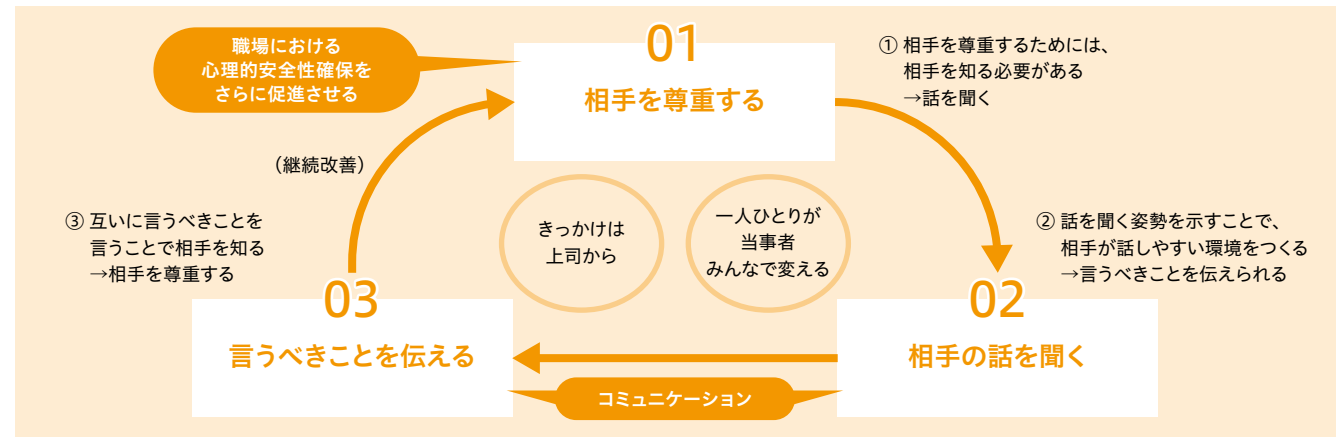 職場における
心理的安全性確保を
さらに促進させる
01
相手を尊重する
① 相手を尊重するためには、
相手を知る必要がある
→話を聞く
(継続改善)
③ 互いに言うべきことを
言うことで相手を知る
→相手を尊重する
きっかけは
上司から
一人ひとりが
当事者
みんなで変える
② 話を聞く姿勢を示すことで、
相手が話しやすい環境をつくる
→言うべきことを伝えられる
03
言うべきことを伝える
02
相手の話を聞く
コミュニケーション